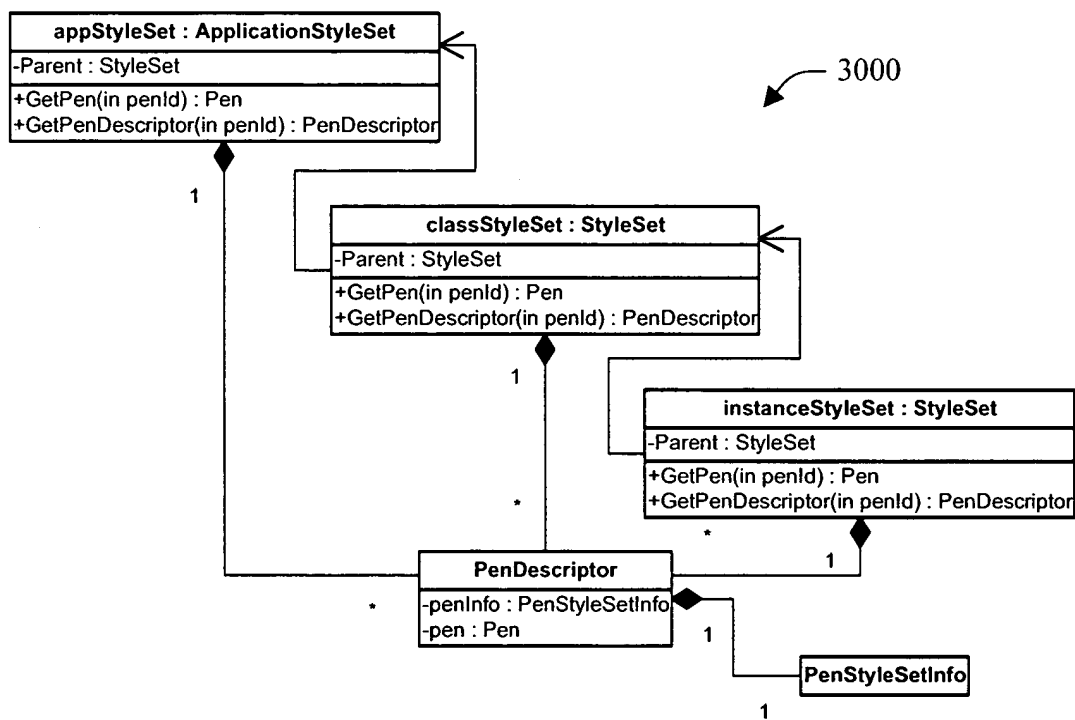 appStyleSet : ApplicationStyleSet
-Parent : StyleSet
+GetPen(in penId) : Pen
+GetPenDescriptor(in penId) : PenDescriptor
3000
1
classStyleSet : StyleSet
-Parent : StyleSet
+GetPen(in penId) : Pen
+GetPenDescriptor(in penId) : PenDescriptor
1
instanceStyleSet : StyleSet
-Parent : StyleSet
+GetPen(in penId) : Pen
+GetPenDescriptor(in penId) : PenDescriptor
*
*
1
PenDescriptor
-penInfo : PenStyleSetInfo
-pen : Pen
*
1
PenStyleSetInfo
1